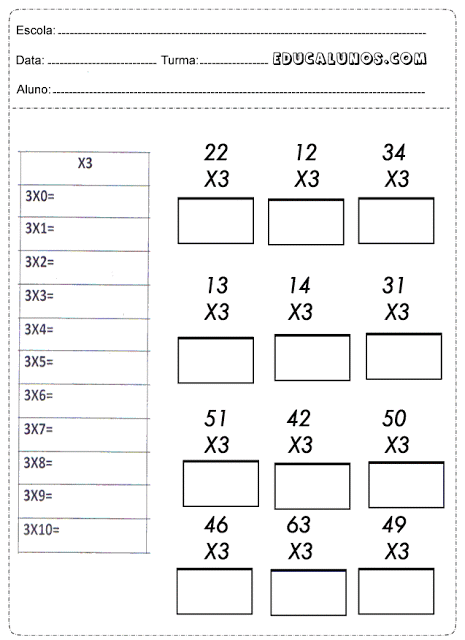 Escola:
Data: Turma: EDUCALUNOS.COM
Aluno:
X3
3X0=
3X1=
3X2=
3X3=
3X4=
3X5=
3X6=
3X7=
3X8=
3X9=
3X10=
22 12 34
X3 X3 X3
13 14 31
X3 X3 X3
51 42 50
X3 X3 X3
46 63 49
X3 X3 X3